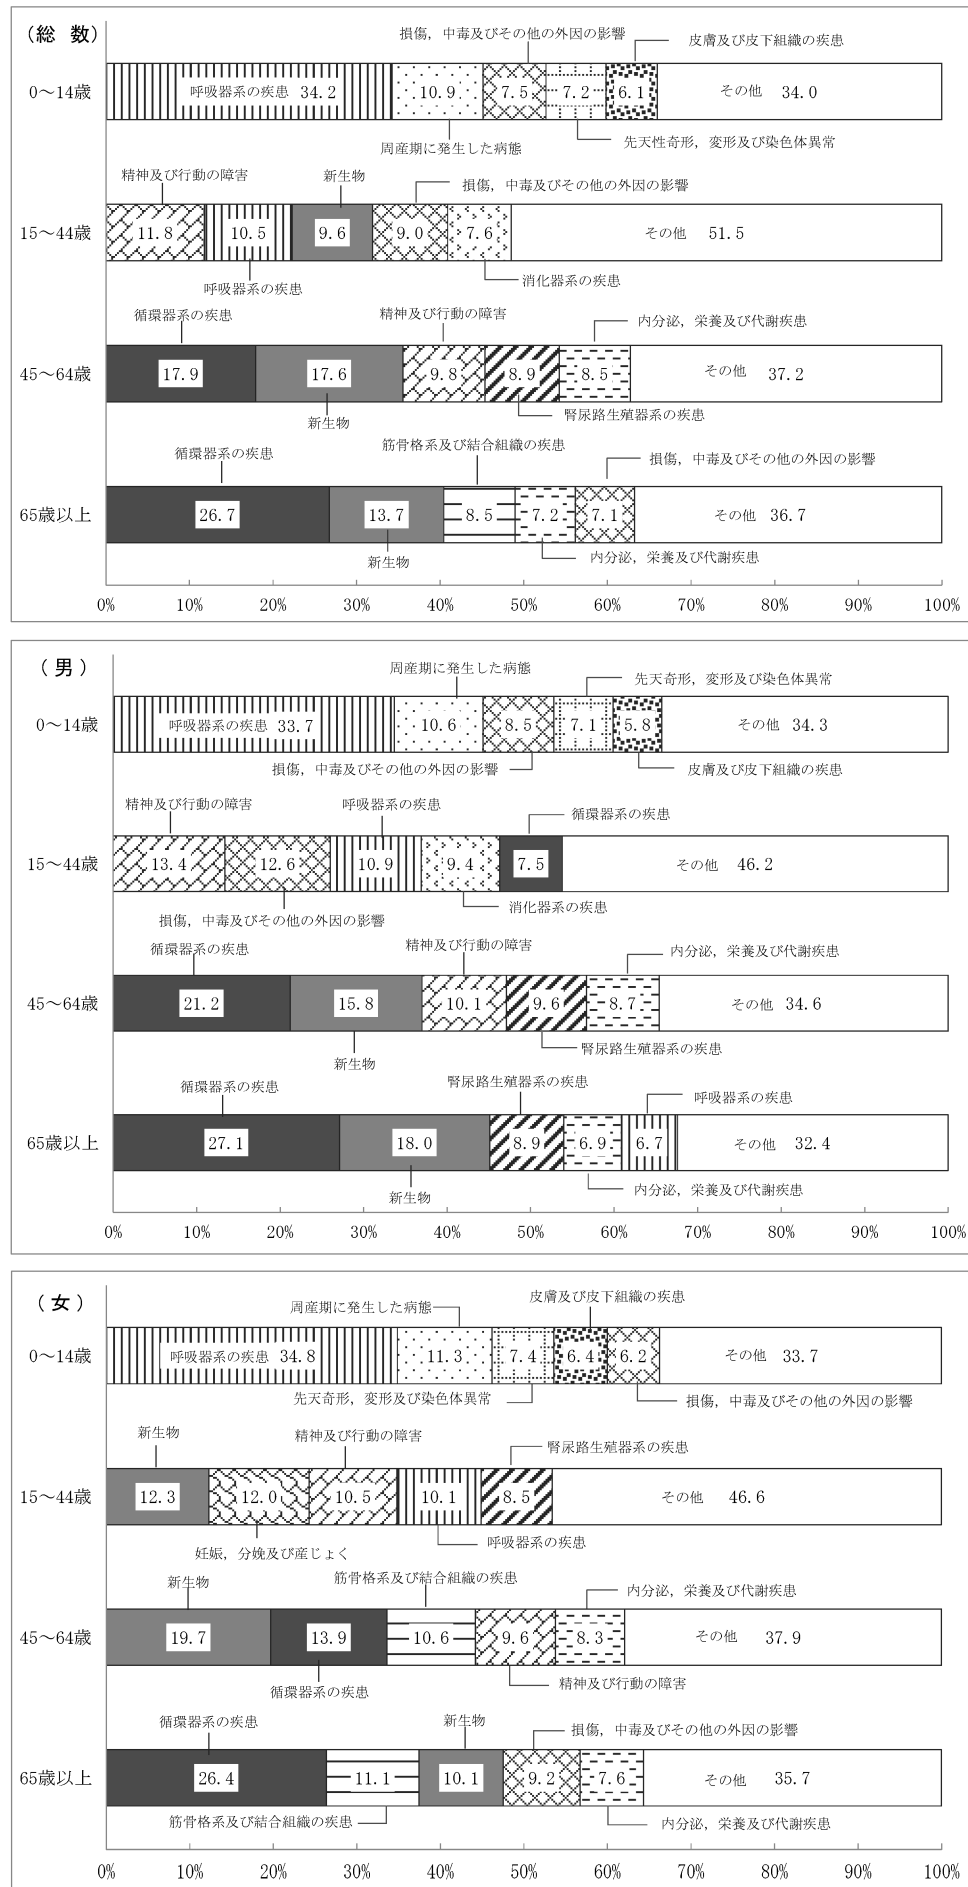 （総　数）
損傷，中毒及びその他の外因の影響
皮膚及び皮下組織の疾患
0～14歳 呼吸器系の疾患 34.2 10.9 7.5 7.2 6.1 その他 34.0
周産期に発生した病態
先天性奇形，変形及び染色体異常
精神及び行動の障害
新生物
損傷，中毒及びその他の外因の影響
15～44歳 11.8 10.5 9.6 9.0 7.6 その他 51.5
呼吸器系の疾患
消化器系の疾患
循環器系の疾患
精神及び行動の障害
内分泌，栄養及び代謝疾患
45～64歳 17.9 17.6 9.8 8.9 8.5 その他 37.2
新生物
腎尿路生殖器系の疾患
循環器系の疾患
筋骨格系及び結合組織の疾患
損傷，中毒及びその他の外因の影響
65歳以上 26.7 13.7 8.5 7.2 7.1 その他 36.7
新生物
内分泌，栄養及び代謝疾患
0% 10% 20% 30% 40% 50% 60% 70% 80% 90% 100%
（男）
周産期に発生した病態
先天奇形，変形及び染色体異常
0～14歳 呼吸器系の疾患 33.7 10.6 8.5 7.1 5.8 その他 34.3
損傷，中毒及びその他の外因の影響
皮膚及び皮下組織の疾患
精神及び行動の障害
呼吸器系の疾患
循環器系の疾患
15～44歳 13.4 12.6 10.9 9.4 7.5 その他 46.2
損傷，中毒及びその他の外因の影響
消化器系の疾患
循環器系の疾患
精神及び行動の障害
内分泌，栄養及び代謝疾患
45～64歳 21.2 15.8 10.1 9.6 8.7 その他 34.6
新生物
腎尿路生殖器系の疾患
循環器系の疾患
腎尿路生殖器系の疾患
呼吸器系の疾患
65歳以上 27.1 18.0 8.9 6.9 6.7 その他 32.4
新生物
内分泌，栄養及び代謝疾患
0% 10% 20% 30% 40% 50% 60% 70% 80% 90% 100%
（女）
周産期に発生した病態
皮膚及び皮下組織の疾患
0～14歳 呼吸器系の疾患 34.8 11.3 7.4 6.4 6.2 その他 33.7
先天奇形，変形及び染色体異常
損傷，中毒及びその他の外因の影響
新生物
精神及び行動の障害
腎尿路生殖器系の疾患
15～44歳 12.3 12.0 10.5 10.1 8.5 その他 46.6
妊娠，分娩及び産じょく
呼吸器系の疾患
新生物
筋骨格系及び結合組織の疾患
内分泌，栄養及び代謝疾患
45～64歳 19.7 13.9 10.6 9.6 8.3 その他 37.9
循環器系の疾患
精神及び行動の障害
循環器系の疾患
新生物
損傷，中毒及びその他の外因の影響
65歳以上 26.4 11.1 10.1 9.2 7.6 その他 35.7
筋骨格系及び結合組織の疾患
内分泌，栄養及び代謝疾患
0% 10% 20% 30% 40% 50% 60% 70% 80% 90% 100%